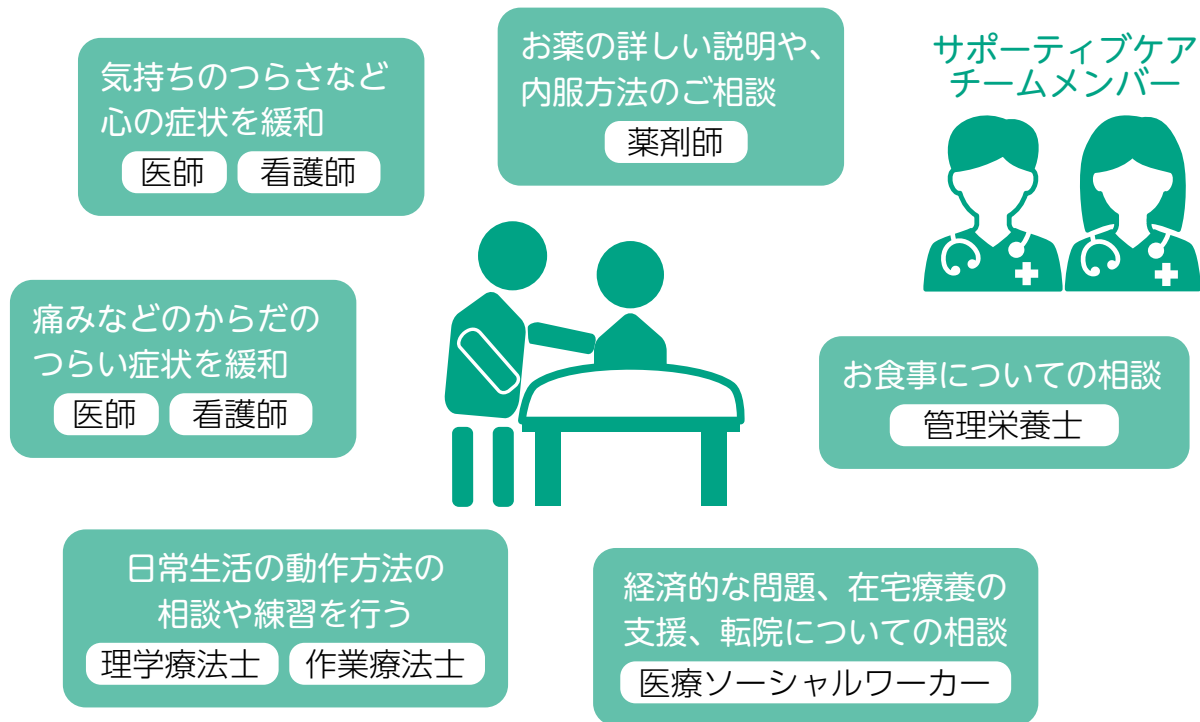 気持ちのつらさなど
心の症状を緩和
医師 看護師
お薬の詳しい説明や、
内服方法のご相談
薬剤師
サポーティブケア
チームメンバー
痛みなどのからだの
つらい症状を緩和
医師 看護師
お食事についての相談
管理栄養士
日常生活の動作方法の
相談や練習を行う
理学療法士 作業療法士
経済的な問題、在宅療養の
支援、転院についての相談
医療ソーシャルワーカー